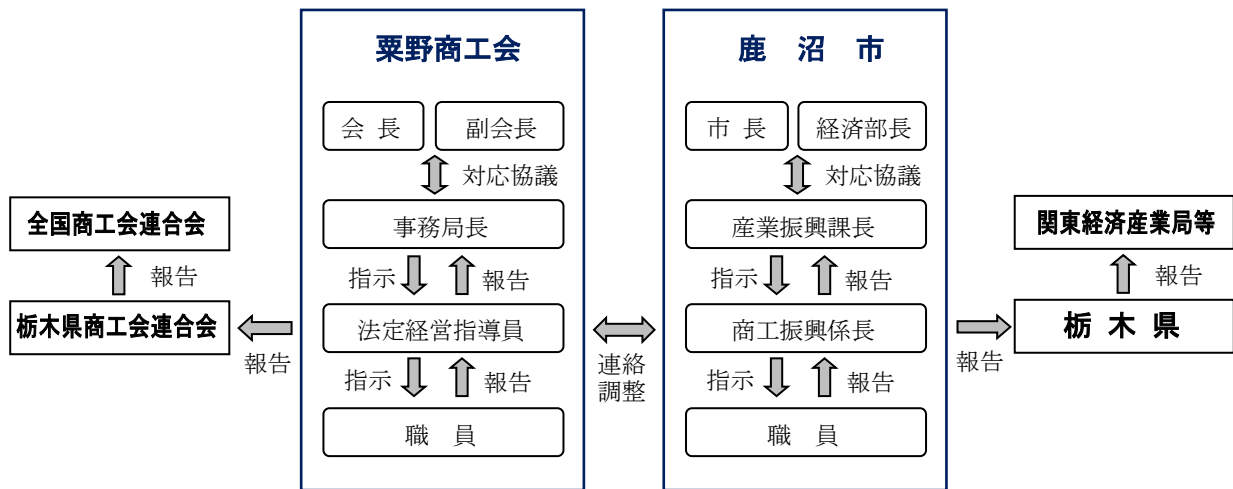 粟野商工会
会 長
副会長
対応協議
事務局長
指示
報告
法定経営指導員
指示
報告
職 員
全国商工会連合会
報告
栃木県商工会連合会
報告
連絡
調整
鹿 沼 市
市 長
経済部長
対応協議
産業振興課長
指示
報告
商工振興係長
指示
報告
職 員
関東経済産業局等
報告
栃 木 県
報告